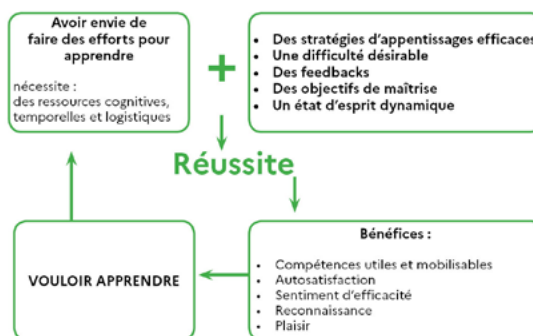 Avoir envie de
faire des efforts pour
apprendre
nécessite :
des ressources cognitives,
temporelles et logistiques
+
• Des stratégies d'appentissages efficaces
• Une difficulté désirable
• Des feedbacks
• Des objectifs de maîtrise
• Un état d'esprit dynamique
Réussite
VOULOIR APPRENDRE
Bénéfices :
• Compétences utiles et mobilisables
• Autosatisfaction
• Sentiment d'efficacité
• Reconnaissance
• Plaisir